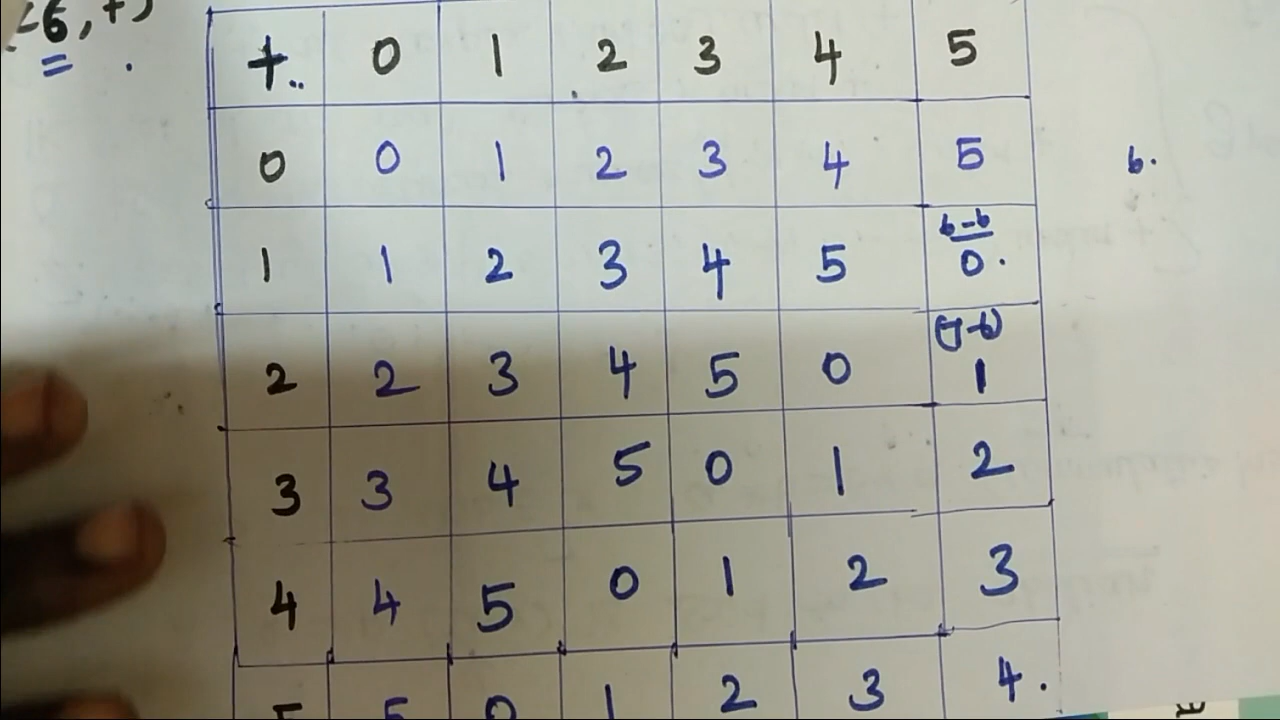 -6, +)
+ 0 1 2 3 4 5
0 0 1 2 3 4 5
6.
6-6
1 1 2 3 4 5 0.
(7-6)
2 2 3 4 5 0 1
3 3 4 5 0 1 2
4 4 5 0 1 2 3
5 5 0 1 2 3 4.